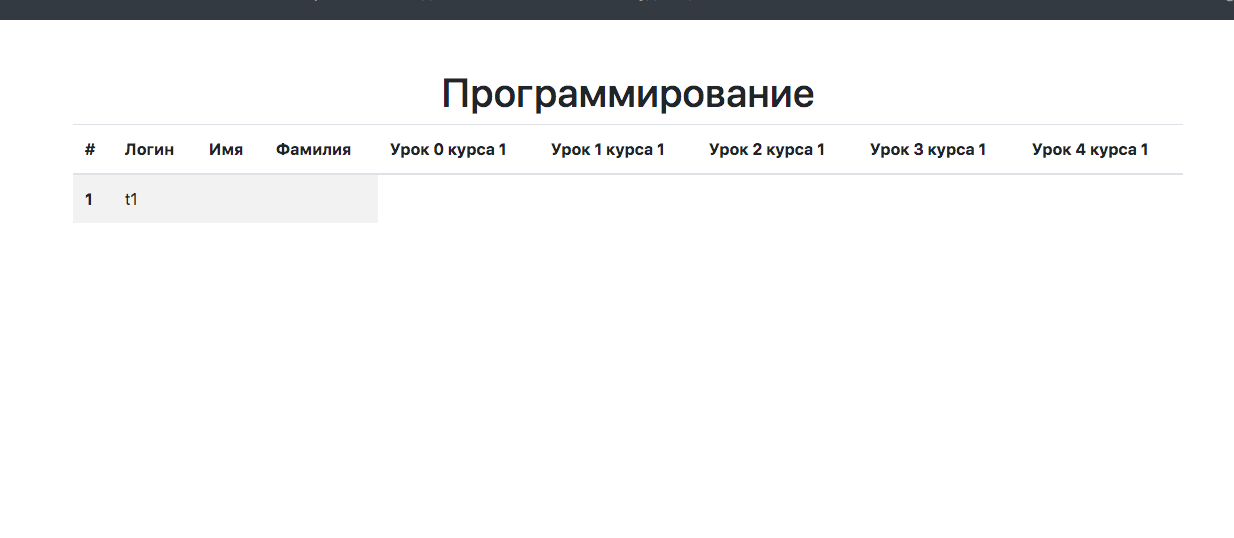 Программирование
# Логин Имя Фамилия Урок 0 курса 1 Урок 1 курса 1 Урок 2 курса 1 Урок 3 курса 1 Урок 4 курса 1
1 t1